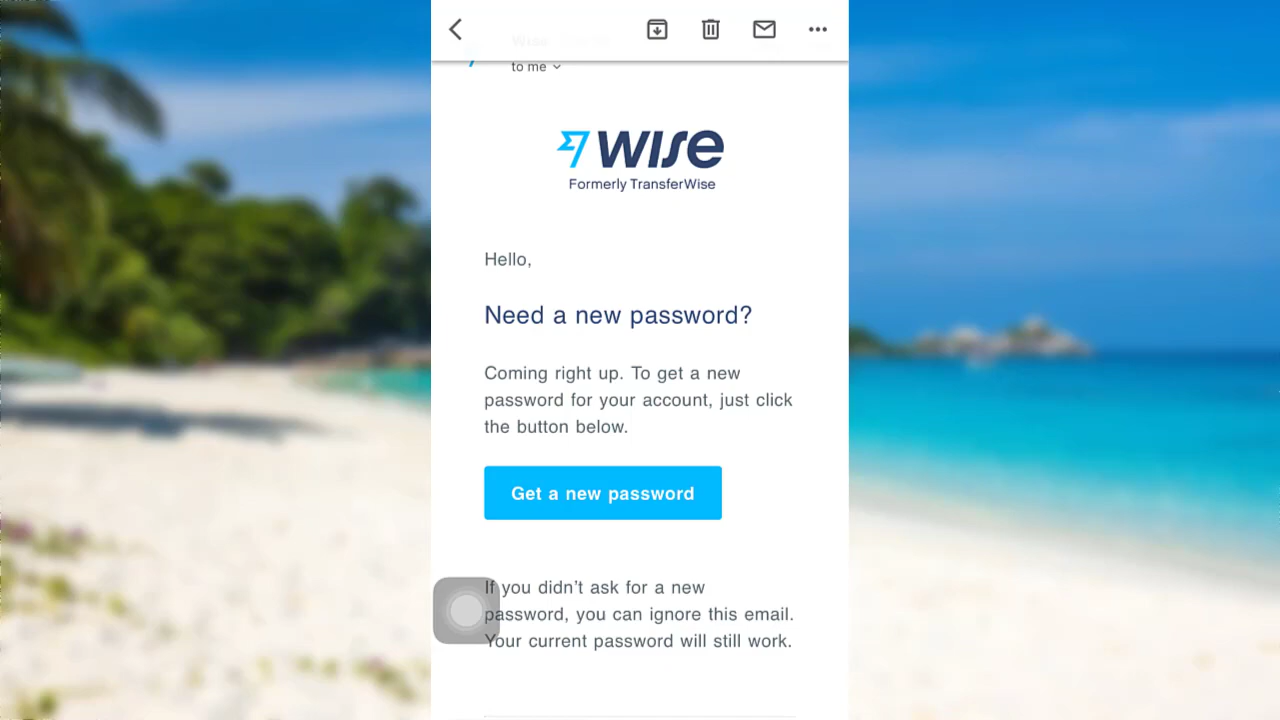 to me
wise
Formerly TransferWise
Hello,
Need a new password?
Coming right up. To get a new
password for your account, just click
the button below.
Get a new password
If you didn't ask for a new
password, you can ignore this email.
Your current password will still work.